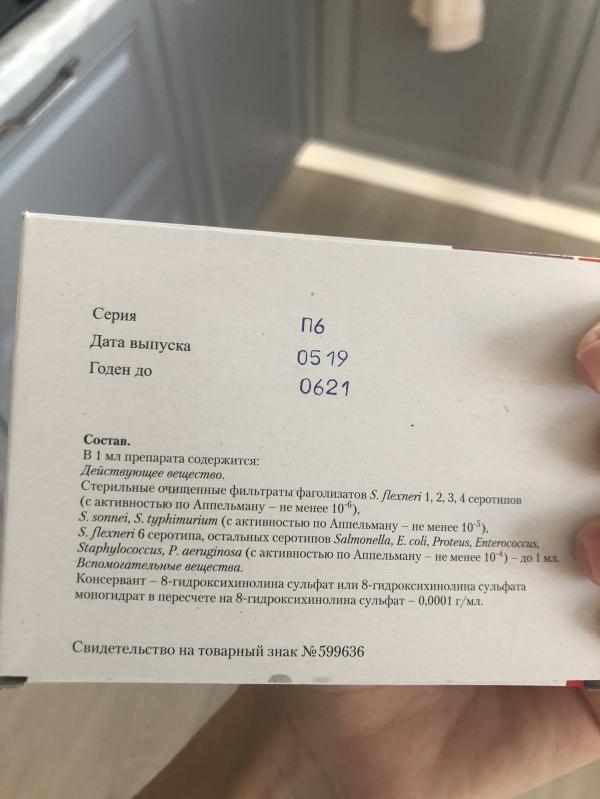 Серия П6
Дата выпуска 0519
Годен до 0621
Состав.
В 1 мл препарата содержится:
Действующее вещество.
Стерильные очищенные фильтраты фаголизатов S. flexneri 1, 2, 3, 4 серотипов
(с активностью по Аппельману – не менее 10⁻⁶),
S. sonnei, S. typhimurium (с активностью по Аппельману – не менее 10⁻⁵),
S. flexneri 6 серотипа, остальных серотипов Salmonella, E. coli, Proteus, Enterococcus,
Staphylococcus, P. aeruginosa (с активностью по Аппельману – не менее 10⁻⁴) – до 1 мл.
Вспомогательные вещества.
Консервант – 8-гидроксихинолина сульфат или 8-гидроксихинолина сульфата
моногидрат в пересчете на 8-гидроксихинолина сульфат – 0,0001 г/мл.
Свидетельство на товарный знак №599636